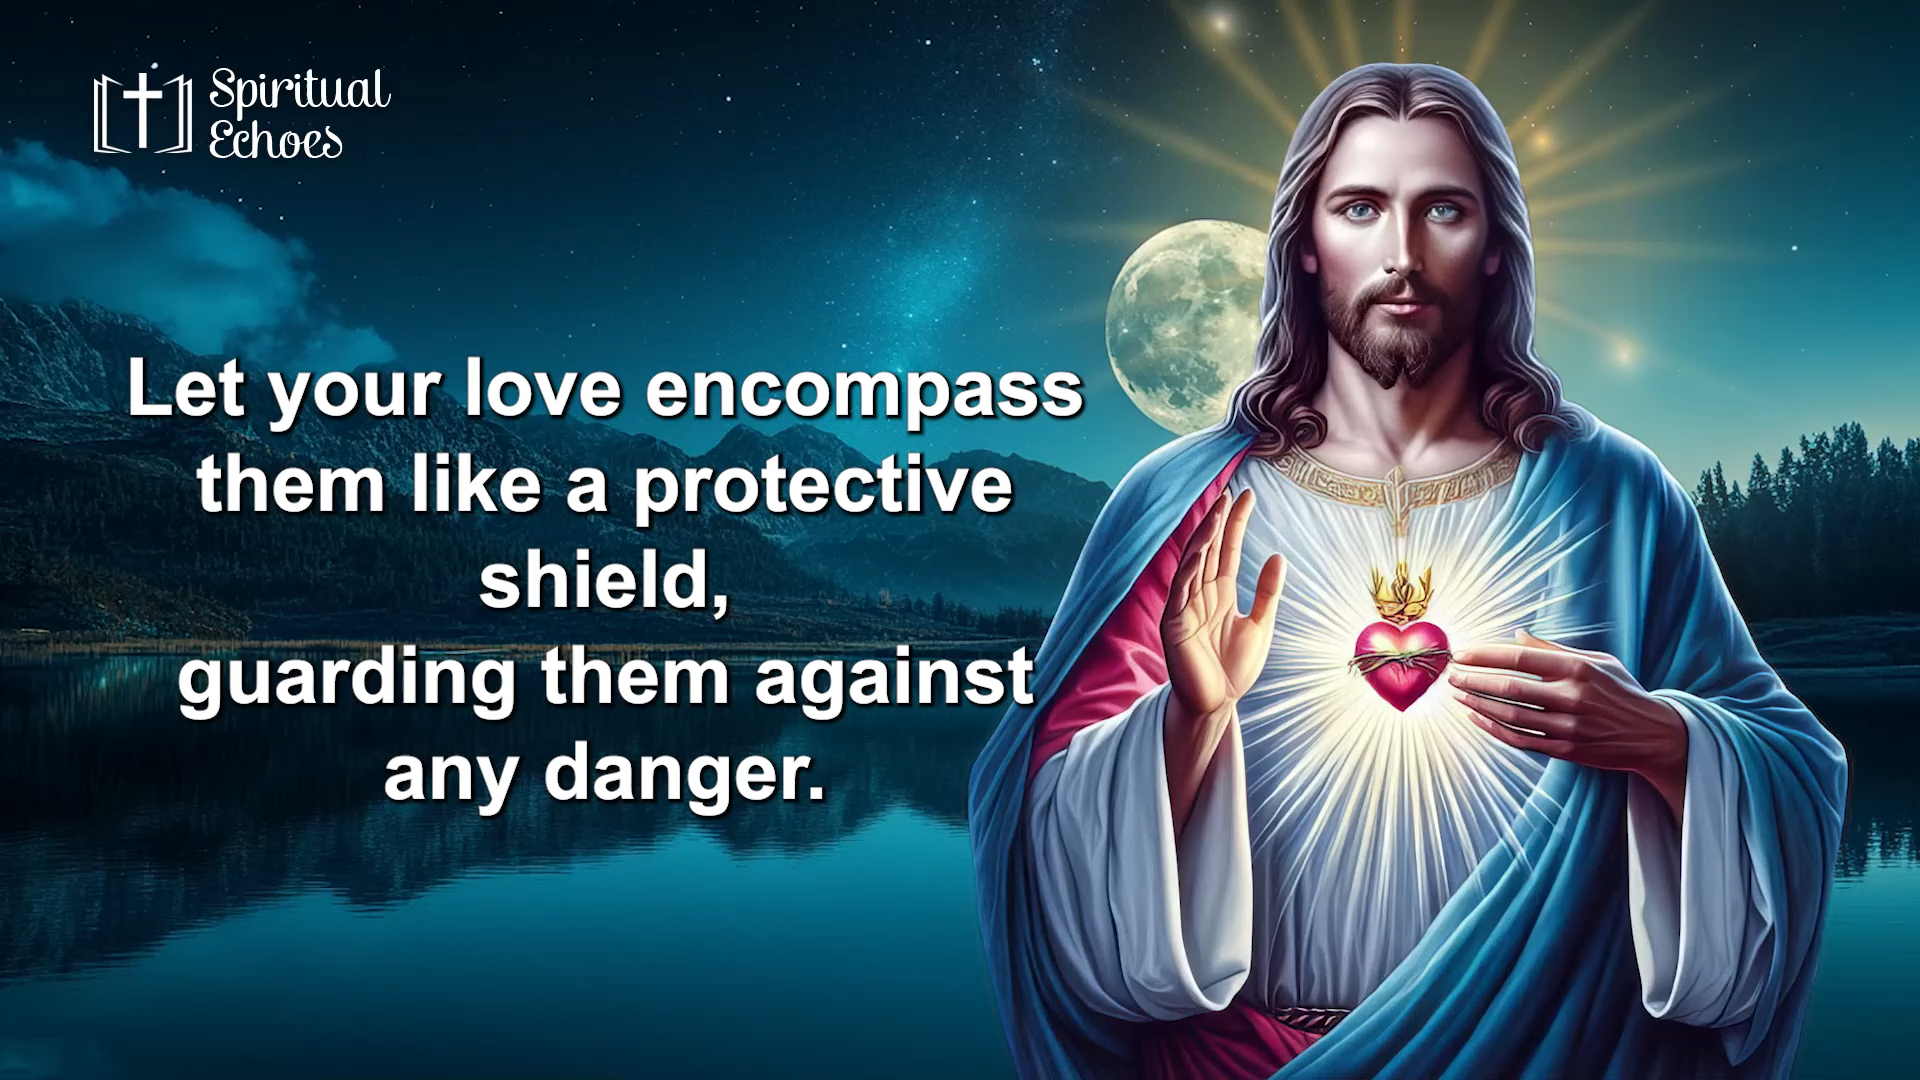 Spiritual
Echoes
Let your love encompass
them like a protective
shield,
guarding them against
any danger.